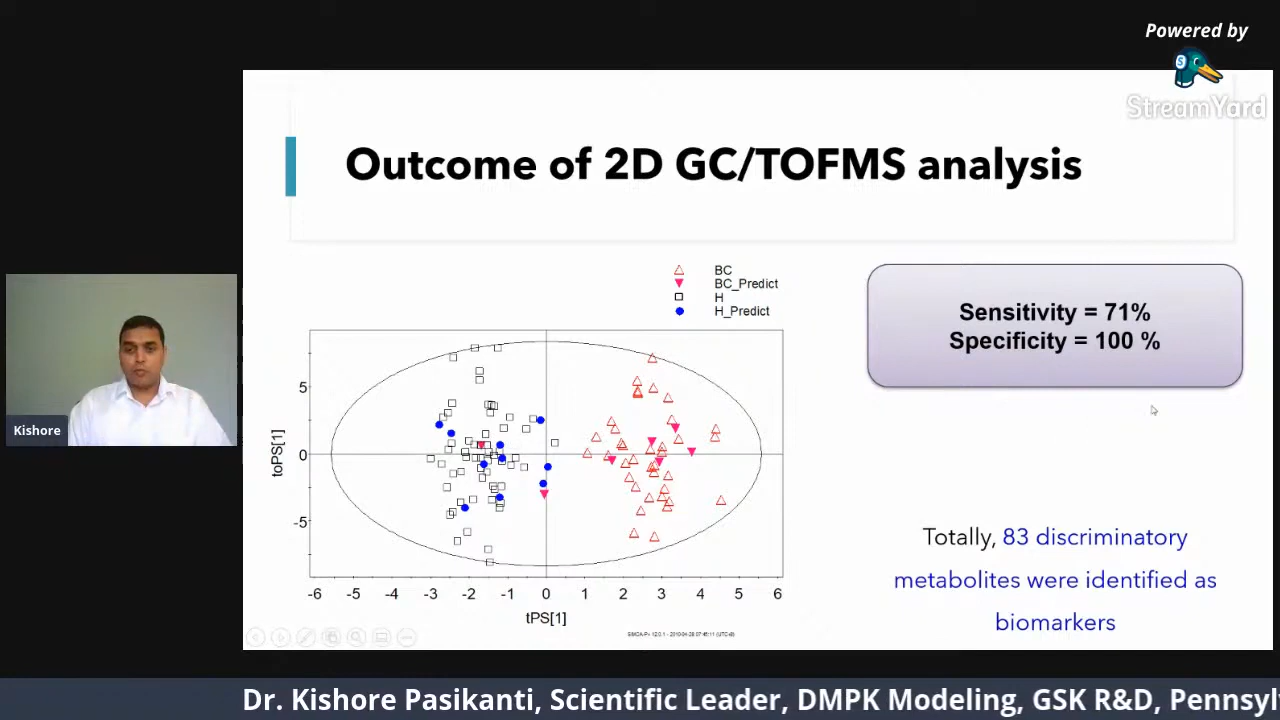 Powered by
StreamYard
Outcome of 2D GC/TOFMS analysis
BC
BC_Predict
H
H_Predict
Sensitivity = 71%
Specificity = 100 %
5
0
-5
toPS[1]
-6 -5 -4 -3 -2 -1 0 1 2 3 4 5 6
tPS[1]
Totally, 83 discriminatory
metabolites were identified as
biomarkers
Kishore
Dr. Kishore Pasikanti, Scientific Leader, DMPK Modeling, GSK R&D, Pennsyl